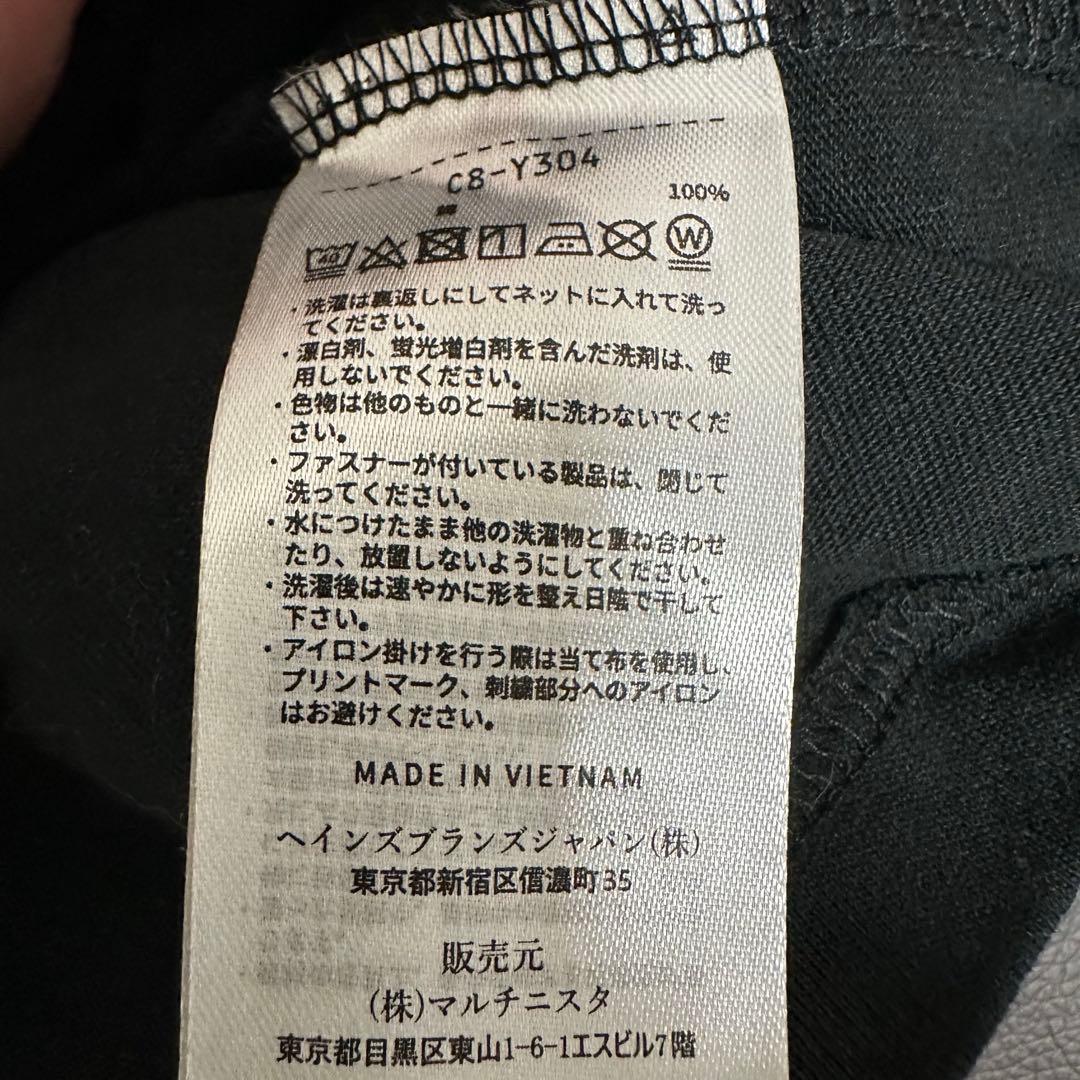 C8-Y304
100%
40
W
・洗濯は裏返しにしてネットに入れて洗っ
てください。
・漂白剤、蛍光増白剤を含んだ洗剤は、使
用しないでください。
・色物は他のものと一緒に洗わないでくだ
さい。
・ファスナーが付いている製品は、閉じて
洗ってください。
・水につけたまま他の洗濯物と重ね合わせ
たり、放置しないようにしてください。
・洗濯後は速やかに形を整え日陰で干して
下さい。
・アイロン掛けを行う際は当て布を使用し、
プリントマーク、刺繍部分へのアイロン
はお避けください。
MADE IN VIETNAM
ヘインズブランズジャパン(株)
東京都新宿区信濃町35
販売元
(株)マルチニスタ
東京都目黒区東山1-6-1エスビル7階